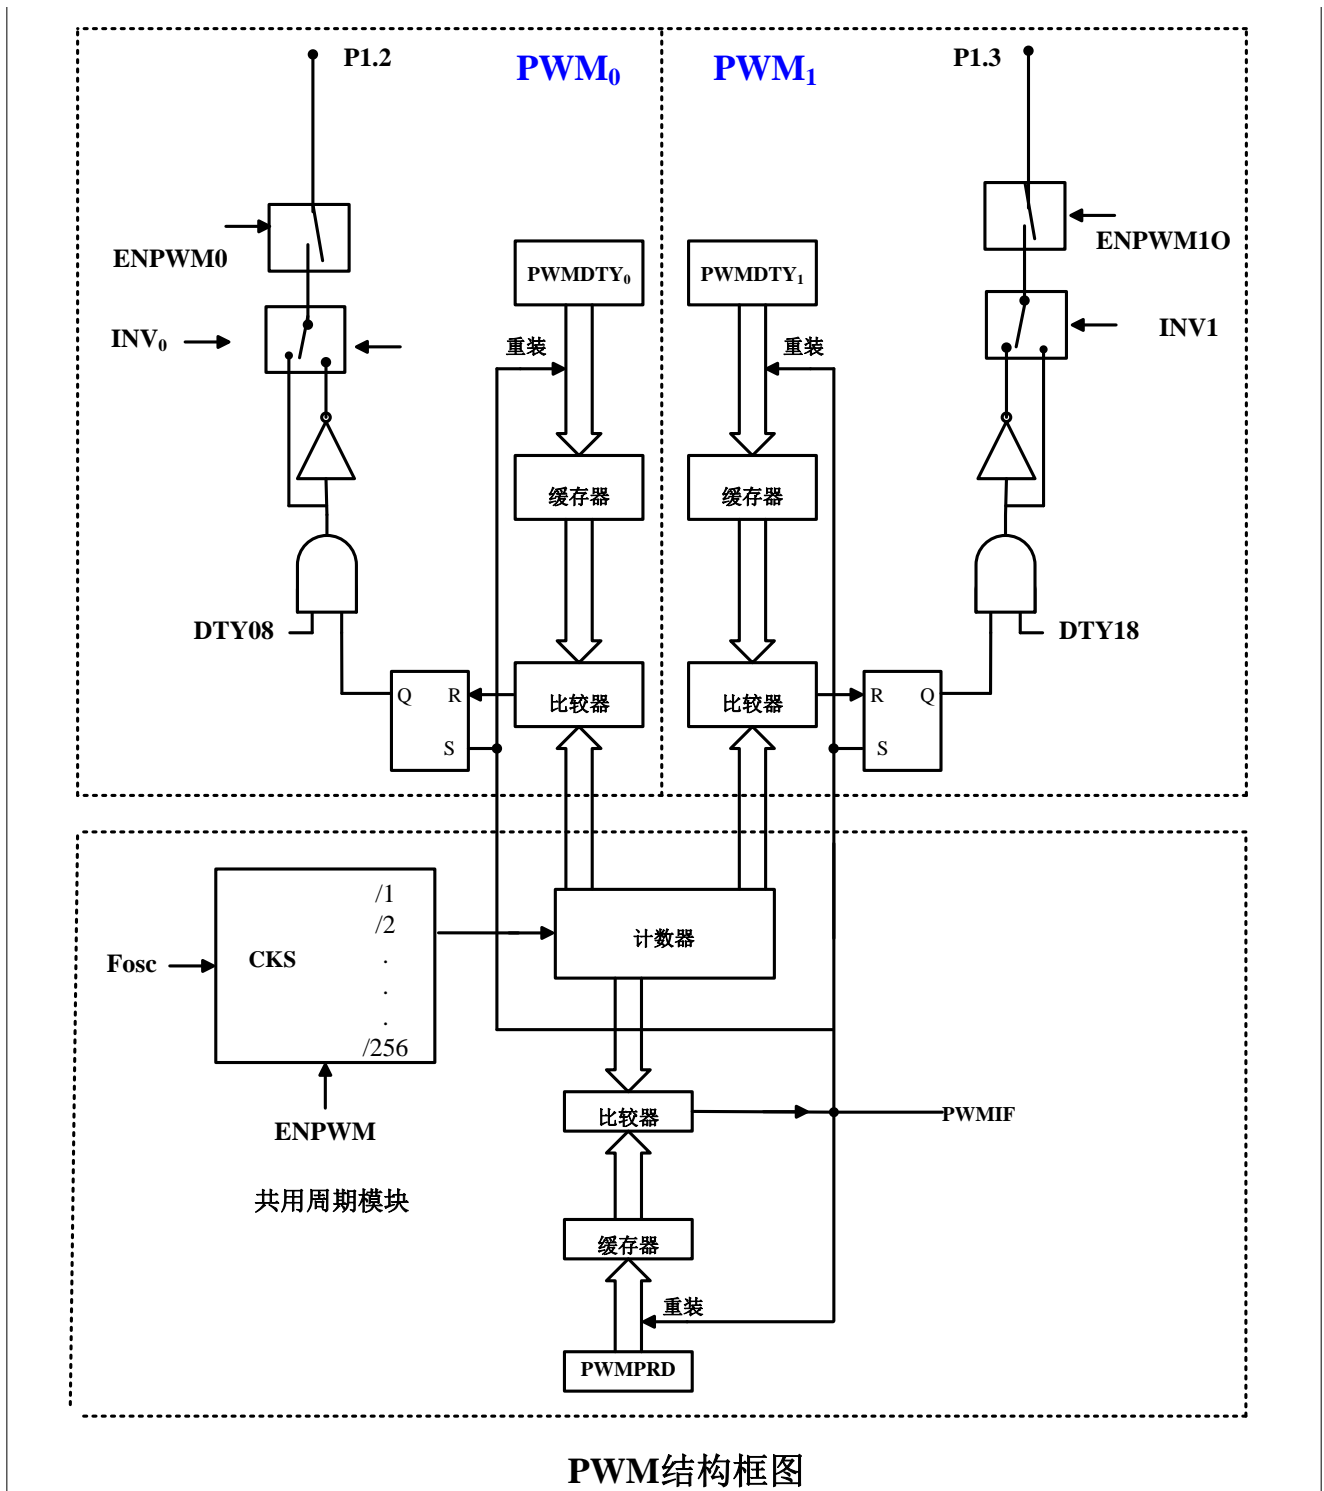 P1.2
PWM₀
PWM₁
P1.3
ENPWM0
ENPWM1O
PWMDTY₀
PWMDTY₁
INV₀
INV1
重装
重装
缓存器
缓存器
DTY08
DTY18
Q R
S
比较器
比较器
R Q
S
Fosc
CKS
/1
/2
.
.
.
/256
计数器
ENPWM
比较器
PWMIF
共用周期模块
缓存器
重装
PWMPRD
PWM结构框图